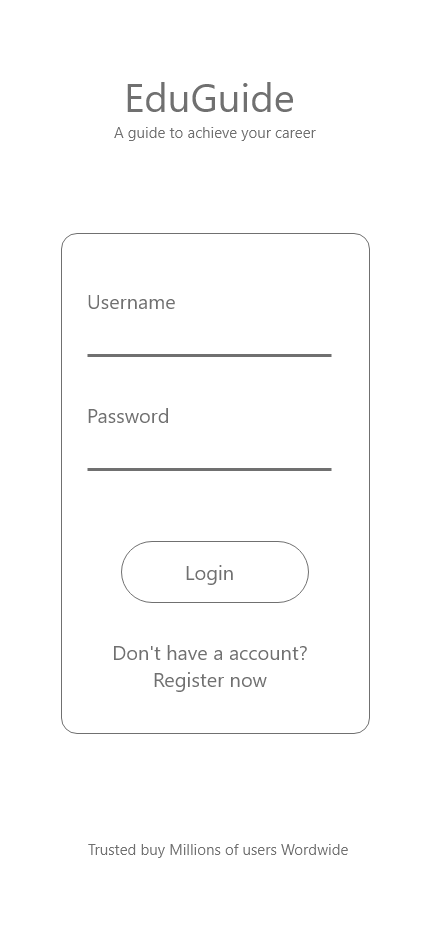 EduGuide
A guide to achieve your career
Username
Password
Login
Don't have a account?
Register now
Trusted buy Millions of users Wordwide